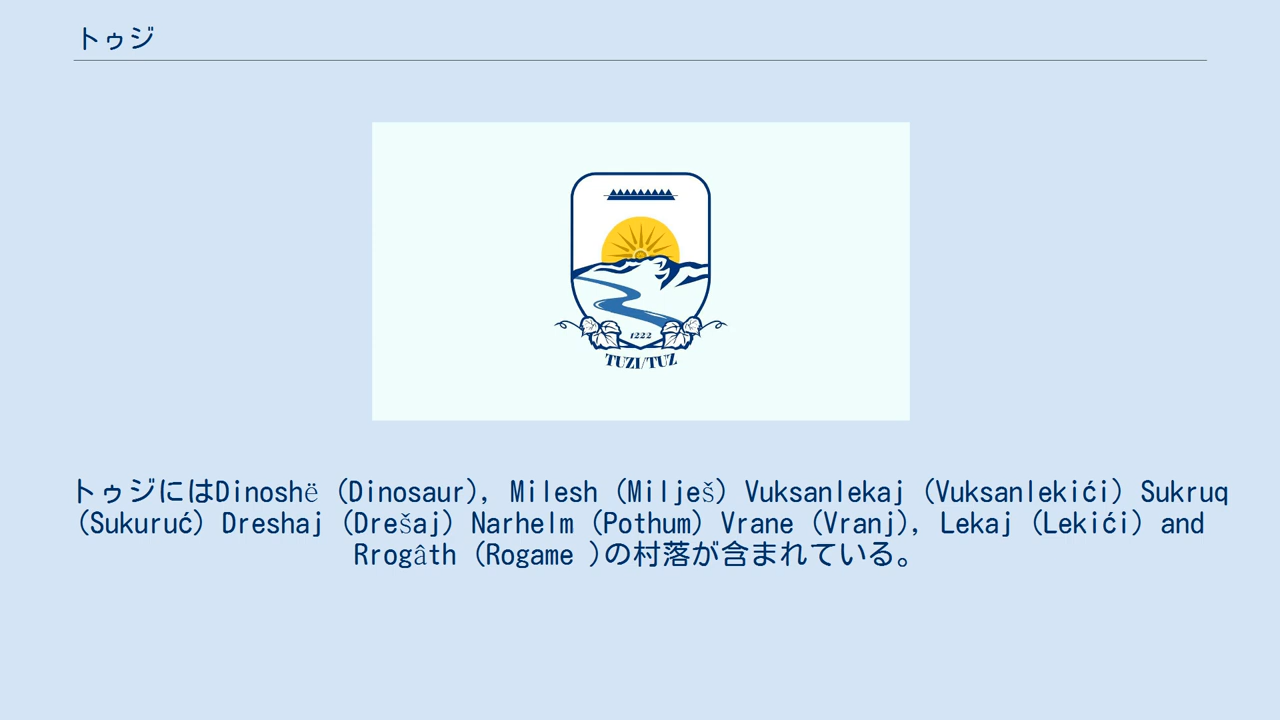 トゥジ
1222
TUZI/TUZ
トゥジにはDinoshë (Dinosaur), Milesh (Milješ) Vuksanlekaj (Vuksanlekići) Sukruq
(Sukuruć) Dreshaj (Drešaj) Narhelm (Pothum) Vrane (Vranj), Lekaj (Lekići) and
Rrogâth (Rogame )の村落が含まれている。